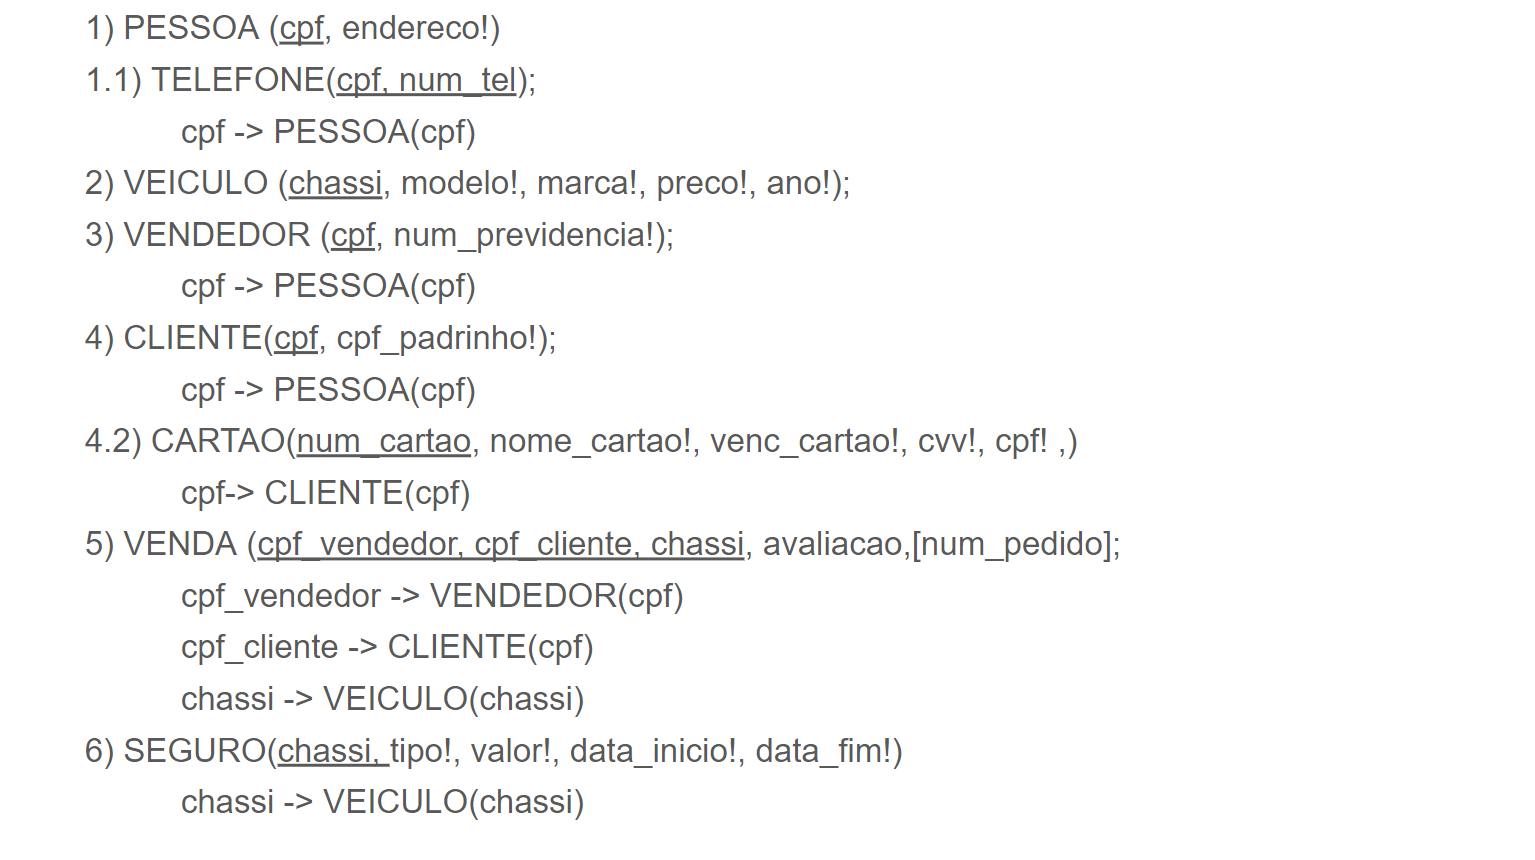 1) PESSOA (cpf, endereco!)
1.1) TELEFONE(cpf, num_tel);
cpf -> PESSOA(cpf)
2) VEICULO (chassi, modelo!, marca!, preco!, ano!);
3) VENDEDOR (cpf, num_previdencia!);
cpf -> PESSOA(cpf)
4) CLIENTE(cpf, cpf_padrinho!);
cpf -> PESSOA(cpf)
4.2) CARTAO(num_cartao, nome_cartao!, venc_cartao!, cvv!, cpf! ,)
cpf-> CLIENTE(cpf)
5) VENDA (cpf_vendedor, cpf_cliente, chassi, avaliacao,[num_pedido];
cpf_vendedor -> VENDEDOR(cpf)
cpf_cliente -> CLIENTE(cpf)
chassi -> VEICULO(chassi)
6) SEGURO(chassi, tipo!, valor!, data_inicio!, data_fim!)
chassi -> VEICULO(chassi)